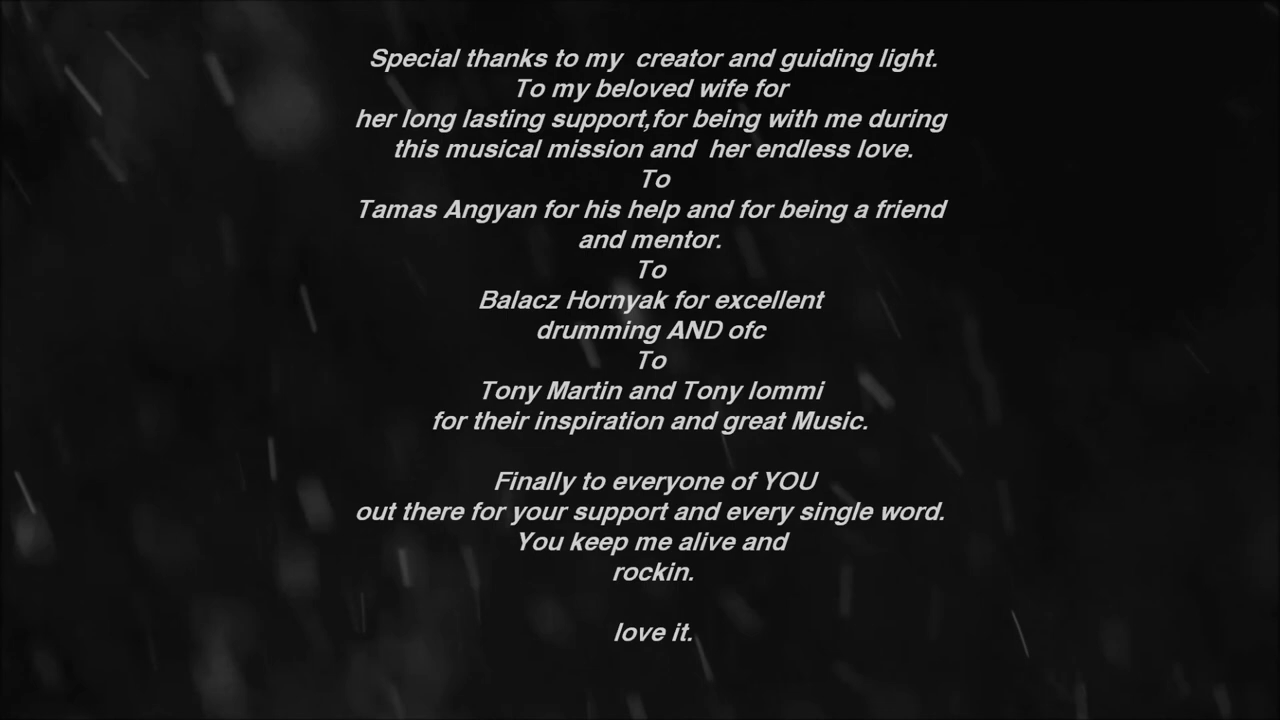 Special thanks to my  creator and guiding light.
To my beloved wife for
her long lasting support,for being with me during
this musical mission and  her endless love.
To
Tamas Angyan for his help and for being a friend
and mentor.
To
Balacz Hornyak for excellent
drumming AND ofc
To
Tony Martin and Tony Iommi
for their inspiration and great Music.
Finally to everyone of YOU
out there for your support and every single word.
You keep me alive and
rockin.
love it.